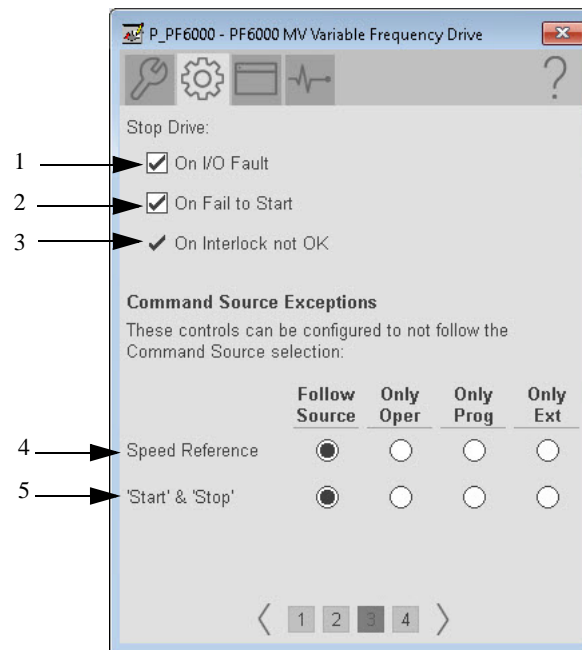 P_PF6000 - PF6000 MV Variable Frequency Drive
?
Stop Drive:
1 On I/O Fault
2 On Fail to Start
3 On Interlock not OK
Command Source Exceptions
These controls can be configured to not follow the
Command Source selection:
Follow Only Only Only
Source Oper Prog Ext
4 Speed Reference
5 'Start' & 'Stop'
1 2 3 4